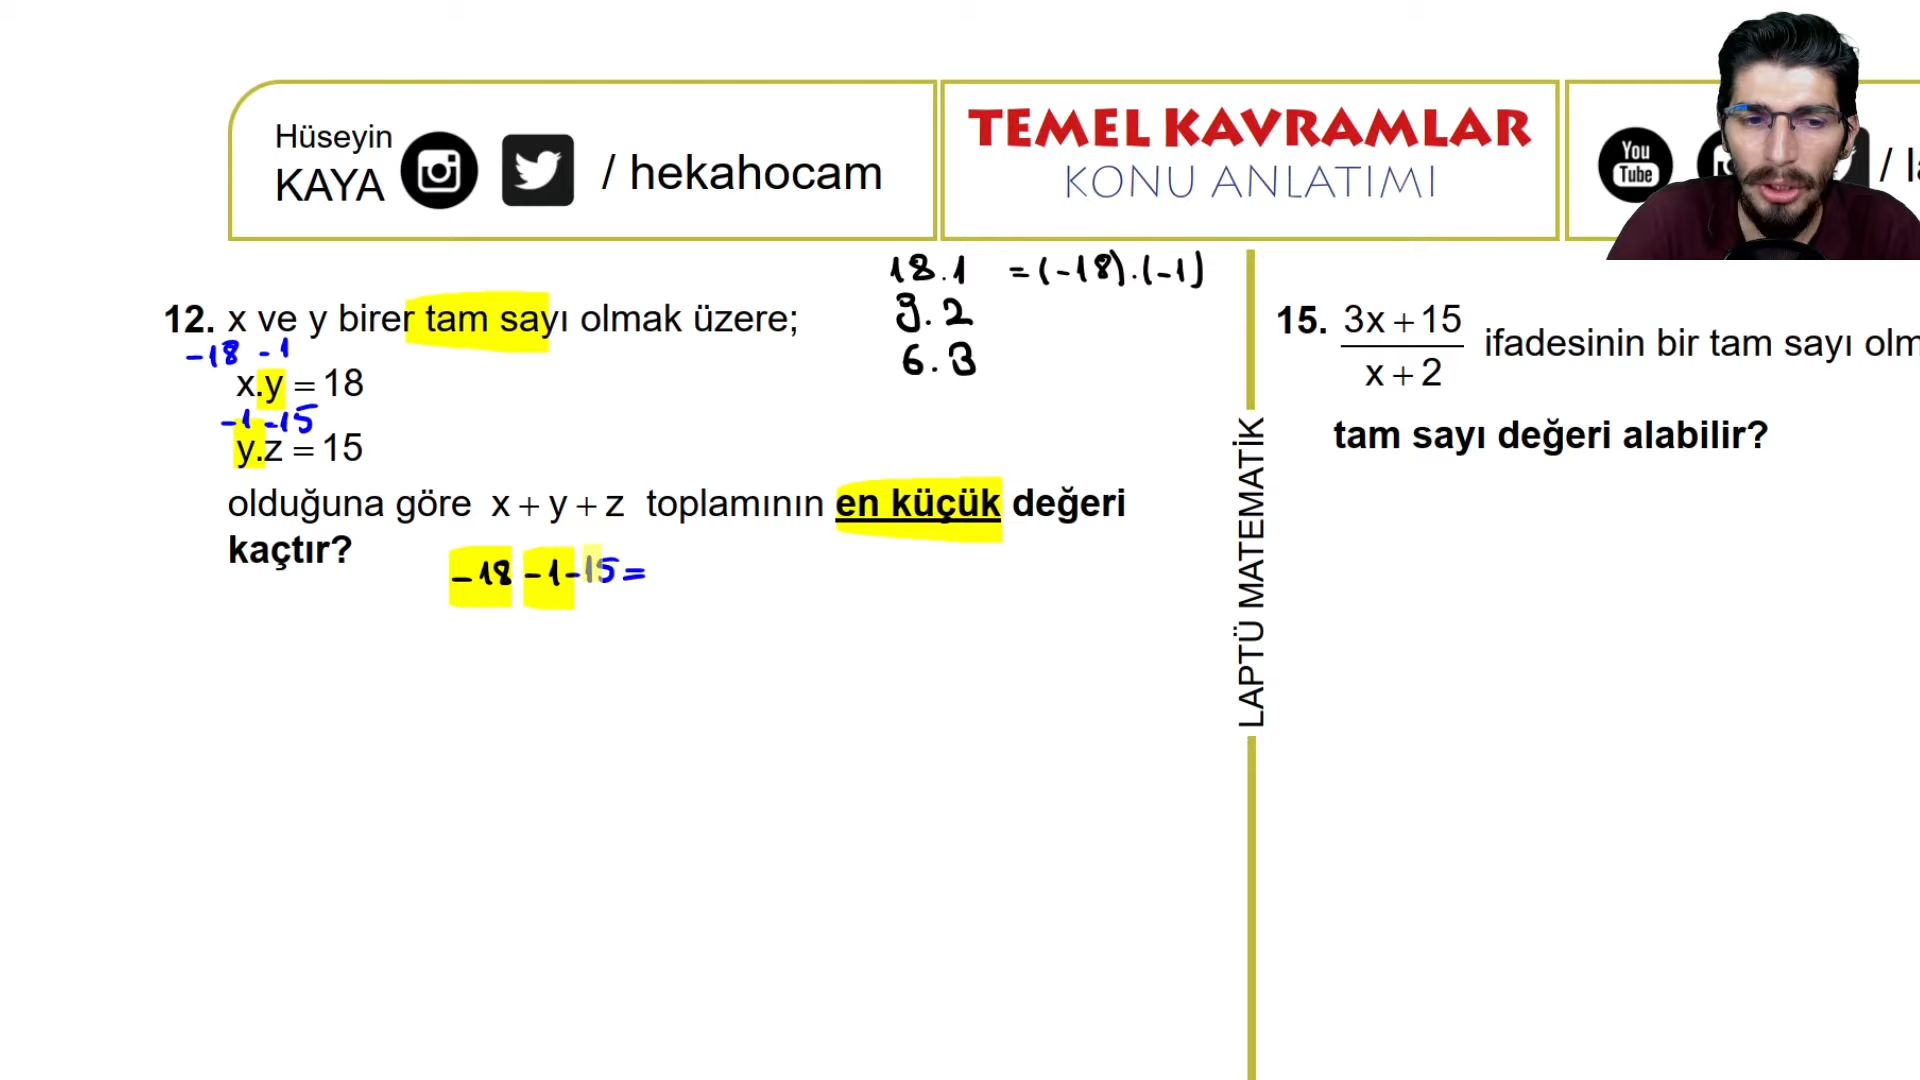 Hüseyin
KAYA
/ hekahocam
TEMEL KAVRAMLAR
KONU ANLATIMI
You
Tube
/ la
12. x ve y birer tam sayı olmak üzere;
-18 -1
x.y = 18
-1 -15
y.z = 15
olduğuna göre x + y + z toplamının en küçük değeri
kaçtır?
-18 -1-15=
18.1 =(-18).(-1)
9.2
6.3
LAPTÜ MATEMATİK
15. 3x + 15
x + 2
ifadesinin bir tam sayı olm
tam sayı değeri alabilir?